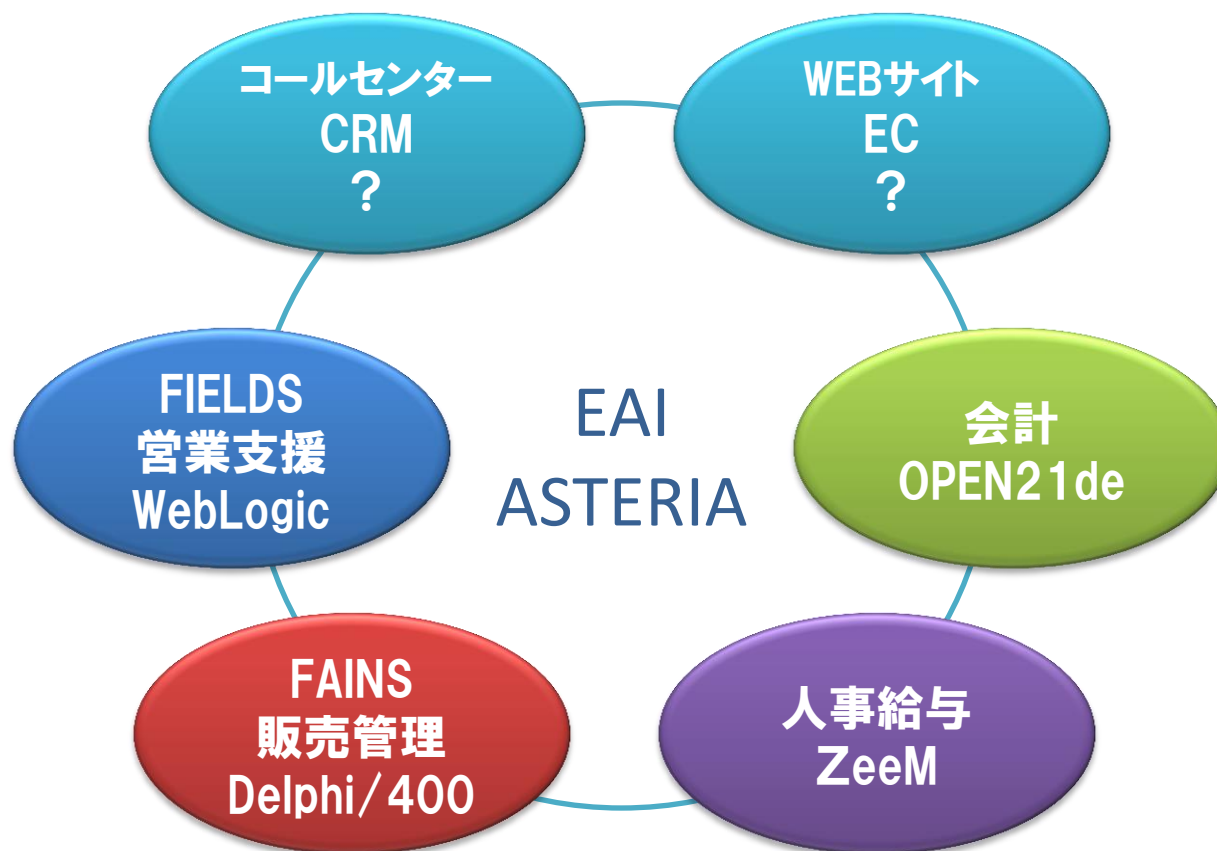 コールセンター
CRM
?
WEBサイト
EC
?
FIELDS
営業支援
WebLogic
EAI
ASTERIA
会計
OPEN21de
FAINS
販売管理
Delphi/400
人事給与
ZeeM